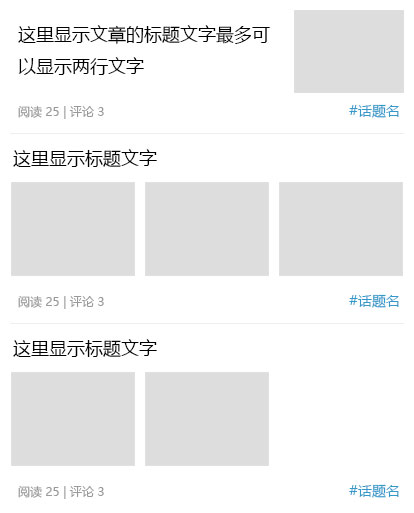 这里显示文章的标题文字最多可
以显示两行文字
阅读 25 | 评论 3 #话题名
这里显示标题文字
阅读 25 | 评论 3 #话题名
这里显示标题文字
阅读 25 | 评论 3 #话题名